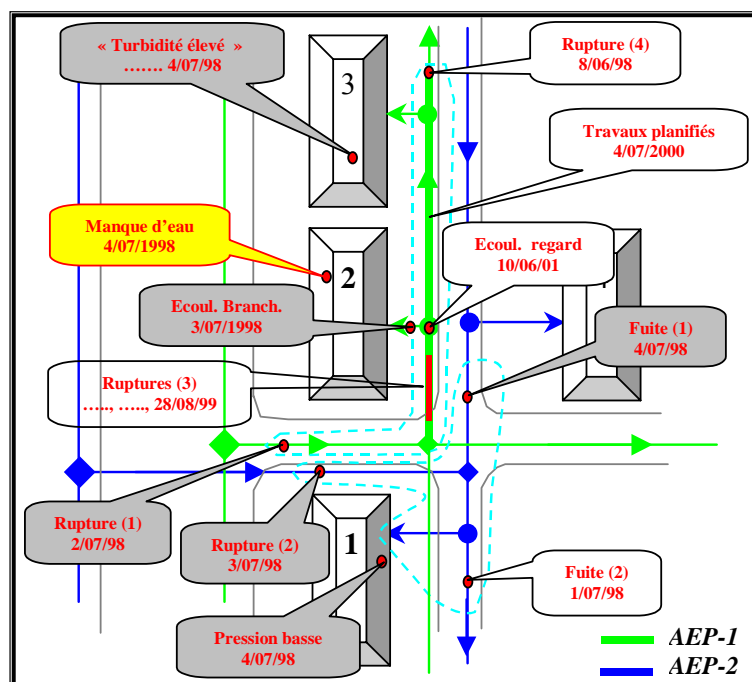 « Turbidité élevé »
……. 4/07/98
3
Rupture (4)
8/06/98
Travaux planifiés
4/07/2000
Manque d’eau
4/07/1998
2
Ecoul. regard
10/06/01
Ecoul. Branch.
3/07/1998
Fuite (1)
4/07/98
Ruptures (3)
….., ….., 28/08/99
Rupture (1)
2/07/98
Rupture (2)
3/07/98
1
Fuite (2)
1/07/98
Pression basse
4/07/98
AEP-1
AEP-2